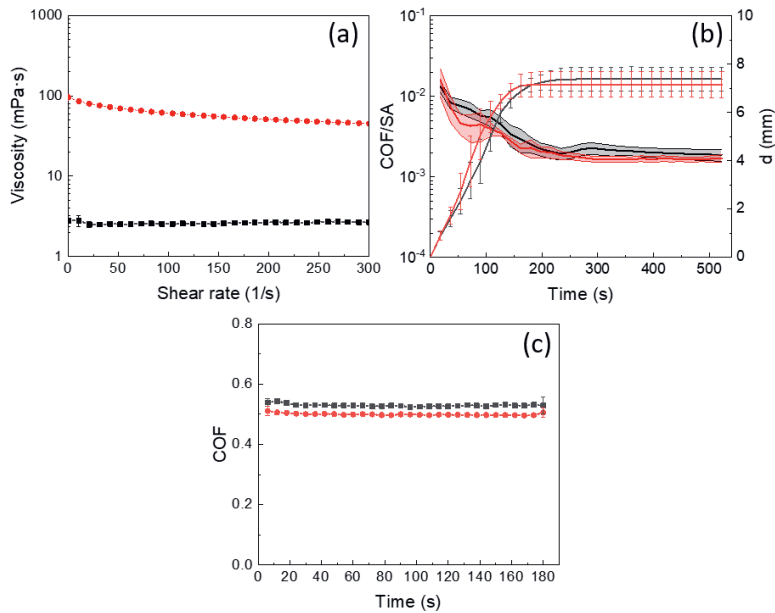 (a)
Viscosity (mPa·s)
1000
100
10
1
0 50 100 150 200 250 300
Shear rate (1/s)
(b)
COF/SA
10⁻¹
10⁻²
10⁻³
10⁻⁴
0 100 200 300 400 500
Time (s)
10
8
6
4
2
0
d (mm)
(c)
COF
0.8
0.6
0.4
0.2
0.0
0 20 40 60 80 100 120 140 160 180
Time (s)